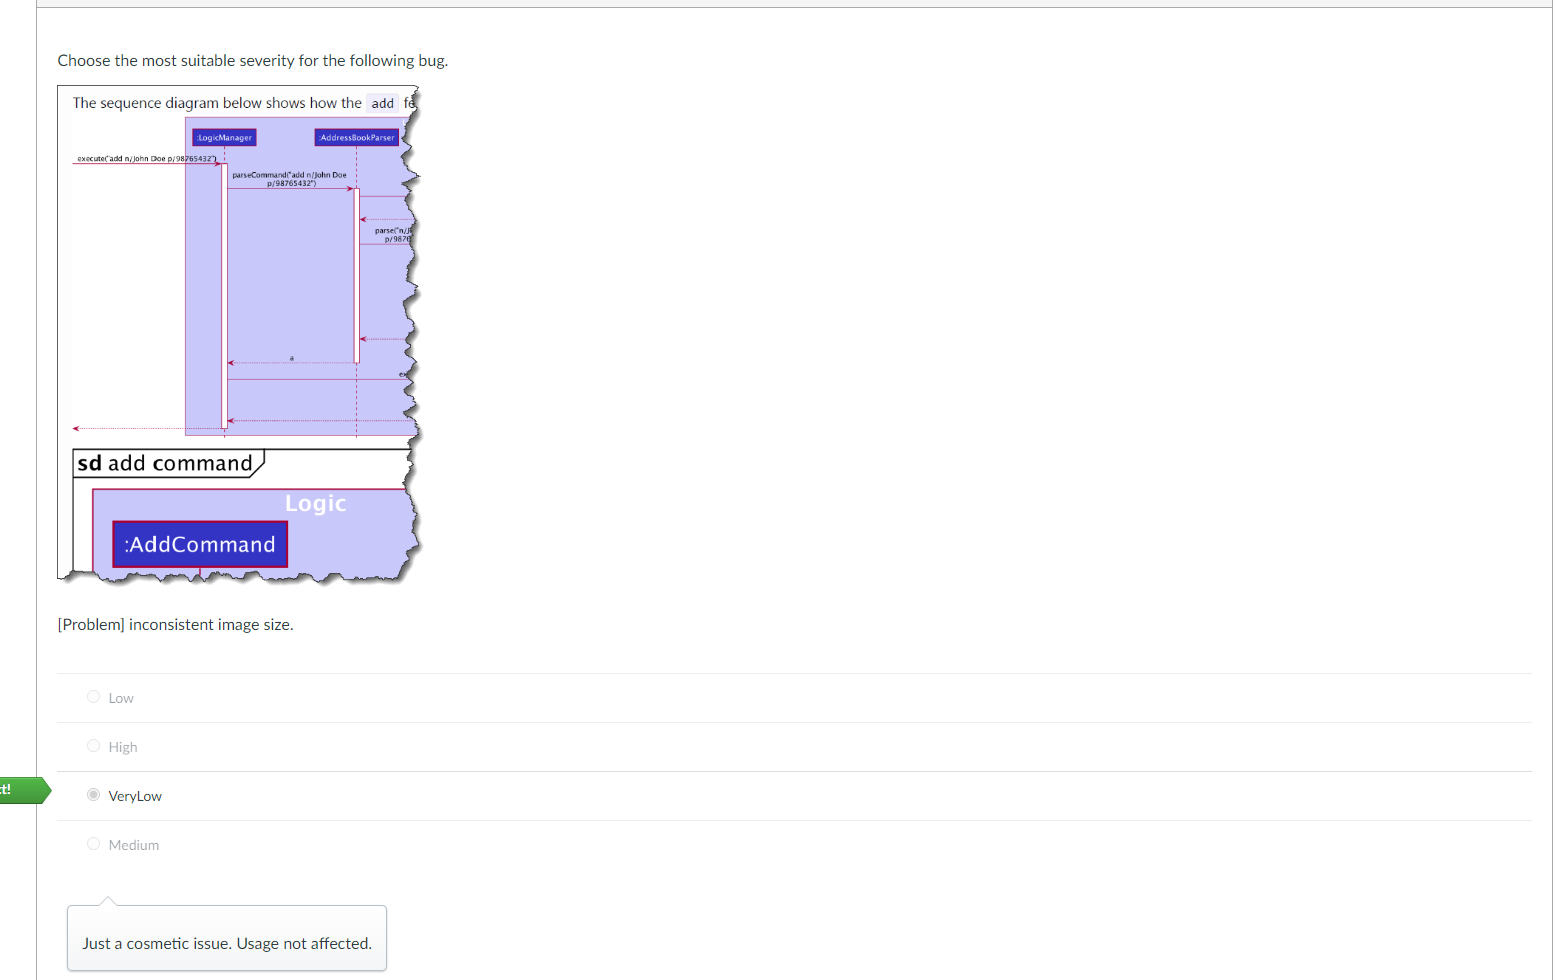 Choose the most suitable severity for the following bug.
The sequence diagram below shows how the add
:LogicManager
:AddressBookParser
execute("add n/John Doe p/98765432")
parseCommand("add n/John Doe
p/98765432")
parse("n/J
p/9876
a
ex
sd add command
Logic
:AddCommand
[Problem] inconsistent image size.
Low
High
t!
VeryLow
Medium
Just a cosmetic issue. Usage not affected.